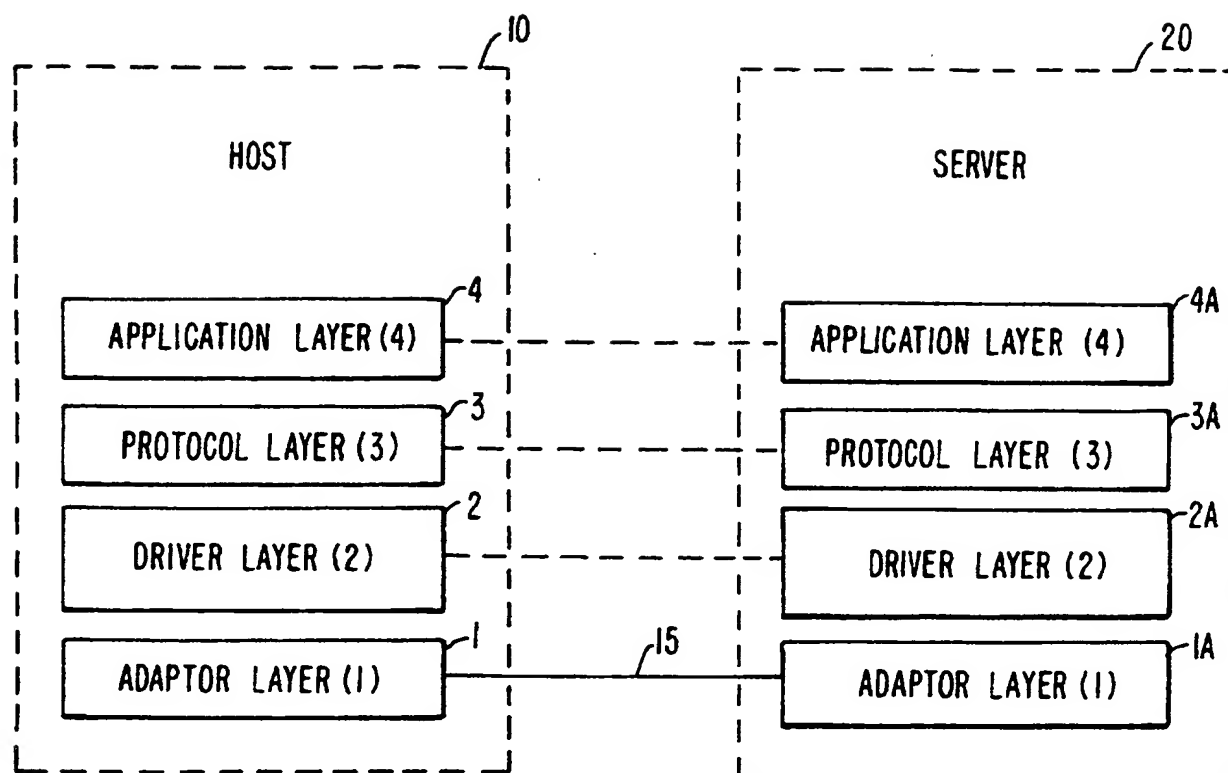 10
20
HOST
SERVER
4
4A
APPLICATION LAYER (4)
APPLICATION LAYER (4)
3
3A
PROTOCOL LAYER (3)
PROTOCOL LAYER (3)
2
2A
DRIVER LAYER (2)
DRIVER LAYER (2)
1
15
1A
ADAPTOR LAYER (1)
ADAPTOR LAYER (1)